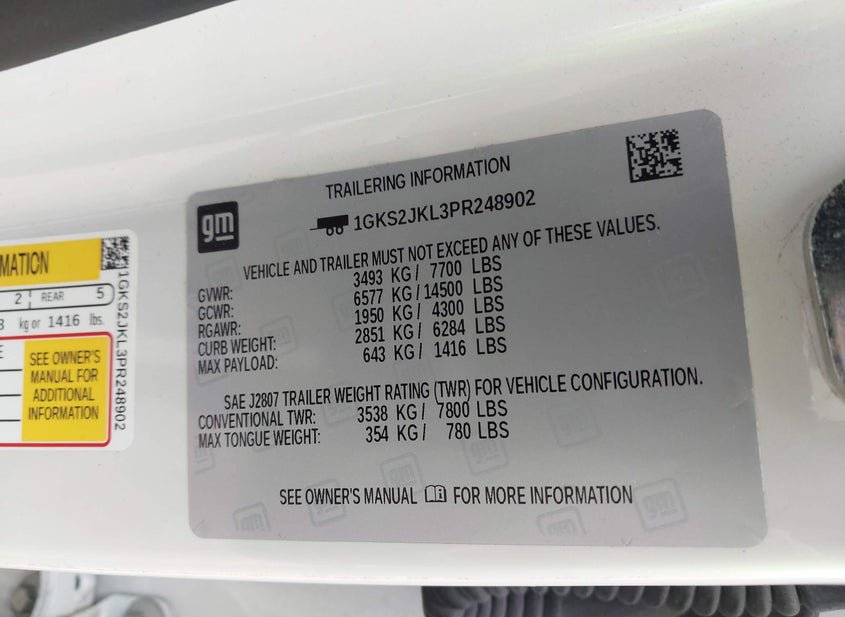 MATION
2 REAR 5
kg or 1416 lbs.
SEE OWNER'S
MANUAL FOR
ADDITIONAL
INFORMATION
1GKS2JKL3PR248902
gm
TRAILERING INFORMATION
1GKS2JKL3PR248902
VEHICLE AND TRAILER MUST NOT EXCEED ANY OF THESE VALUES.
GVWR: 3493 KG / 7700 LBS
GCWR: 6577 KG / 14500 LBS
RGAWR: 1950 KG / 4300 LBS
CURB WEIGHT: 2851 KG / 6284 LBS
MAX PAYLOAD: 643 KG / 1416 LBS
SAE J2807 TRAILER WEIGHT RATING (TWR) FOR VEHICLE CONFIGURATION.
CONVENTIONAL TWR: 3538 KG / 7800 LBS
MAX TONGUE WEIGHT: 354 KG / 780 LBS
SEE OWNER'S MANUAL FOR MORE INFORMATION